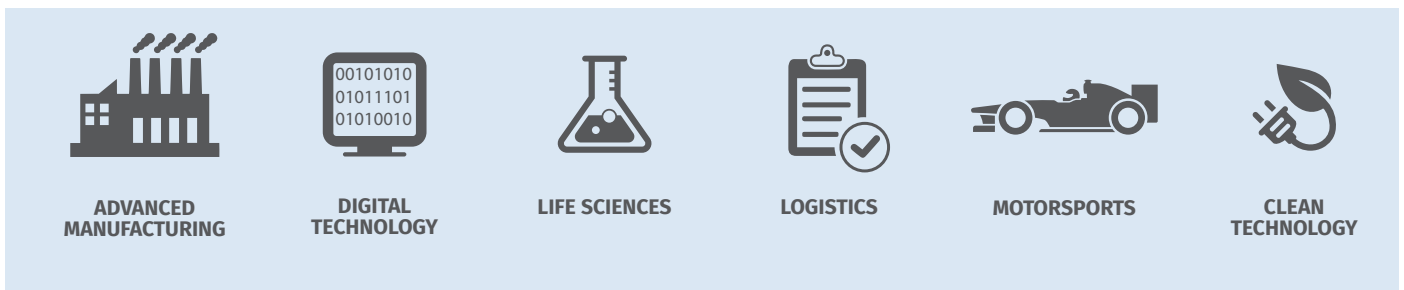 00101010
01011101
01010010
ADVANCED
MANUFACTURING
DIGITAL
TECHNOLOGY
LIFE SCIENCES
LOGISTICS
MOTORSPORTS
CLEAN
TECHNOLOGY